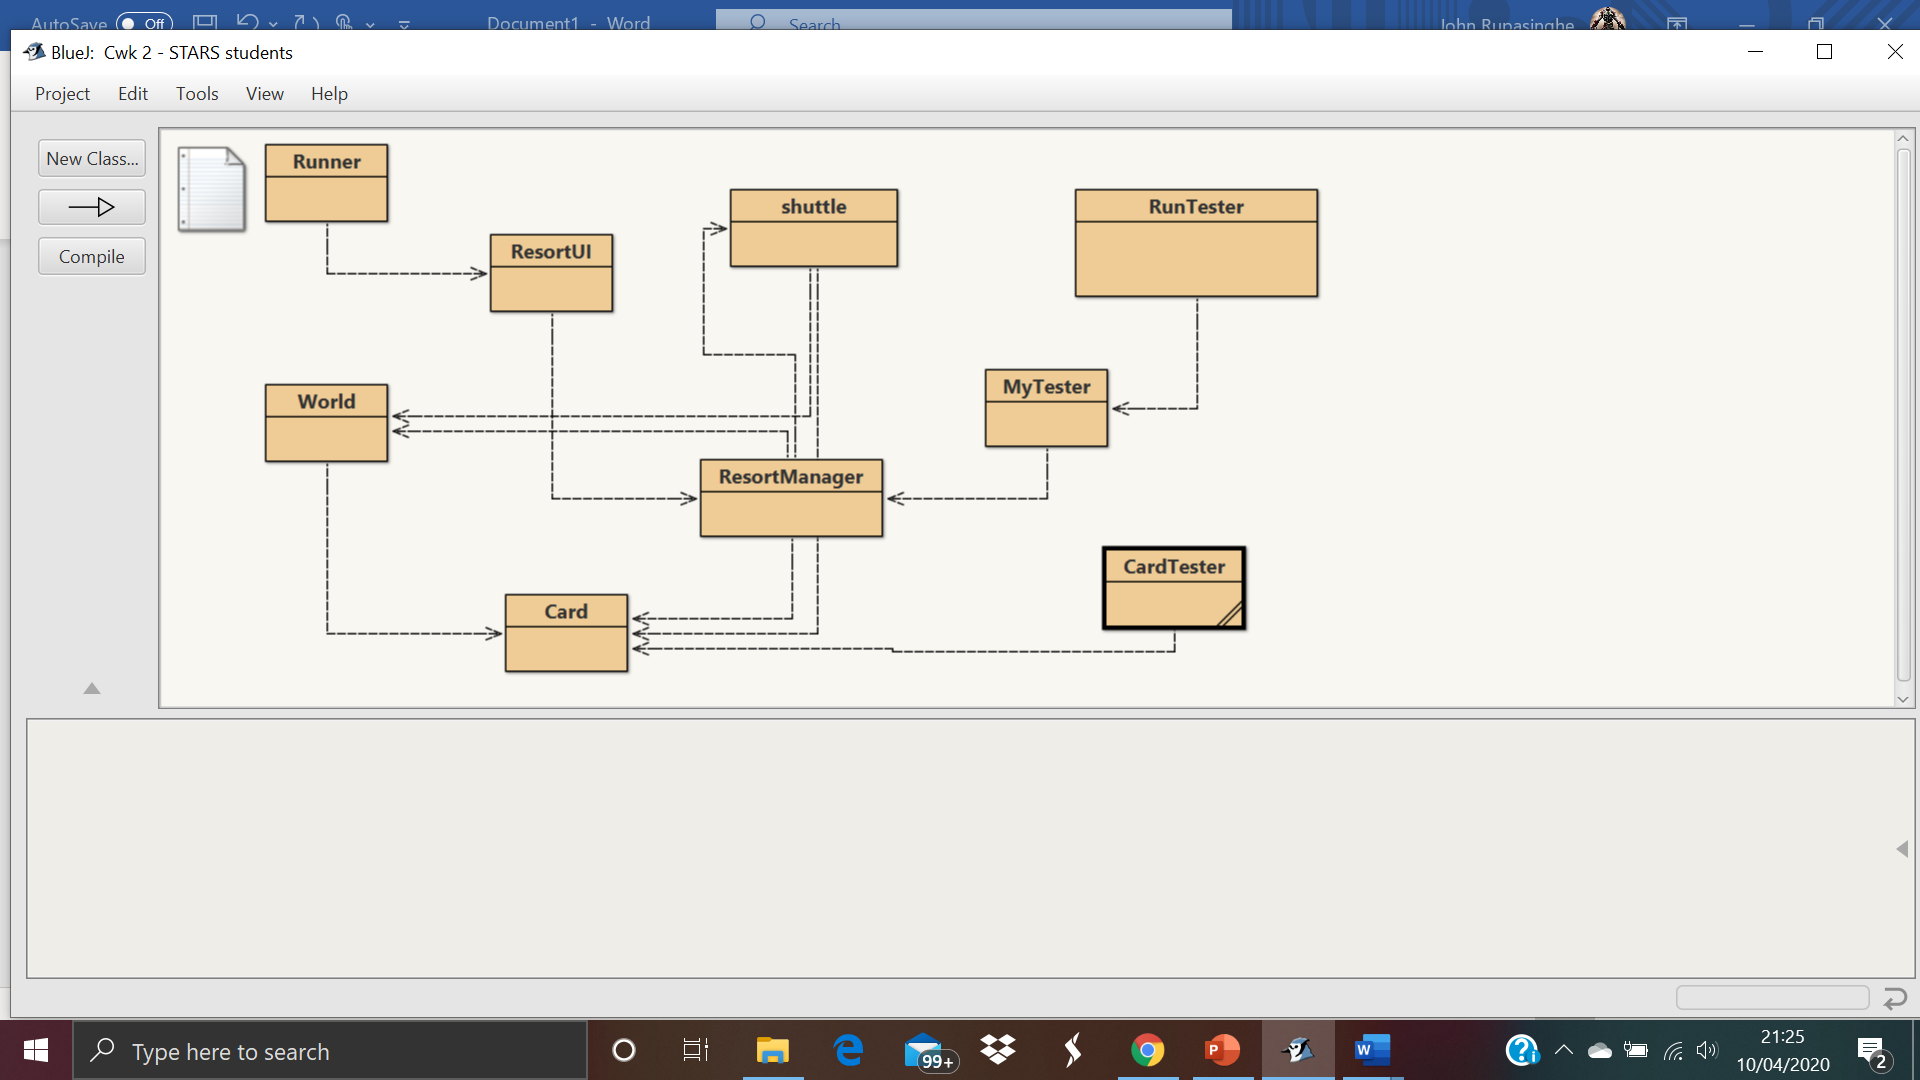 AutoSave Off Document1 - Word Search John Rupasinghe
BlueJ: Cwk 2 - STARS students
Project Edit Tools View Help
New Class...
Compile
Runner
shuttle
RunTester
ResortUI
MyTester
World
ResortManager
CardTester
Card
Type here to search
99+
21:25
10/04/2020
2